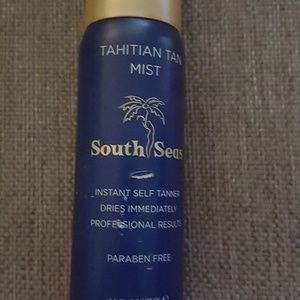 TAHITIAN TAN
MIST
South Seas
INSTANT SELF TANNER
DRIES IMMEDIATELY
PROFESSIONAL RESULTS
PARABEN FREE